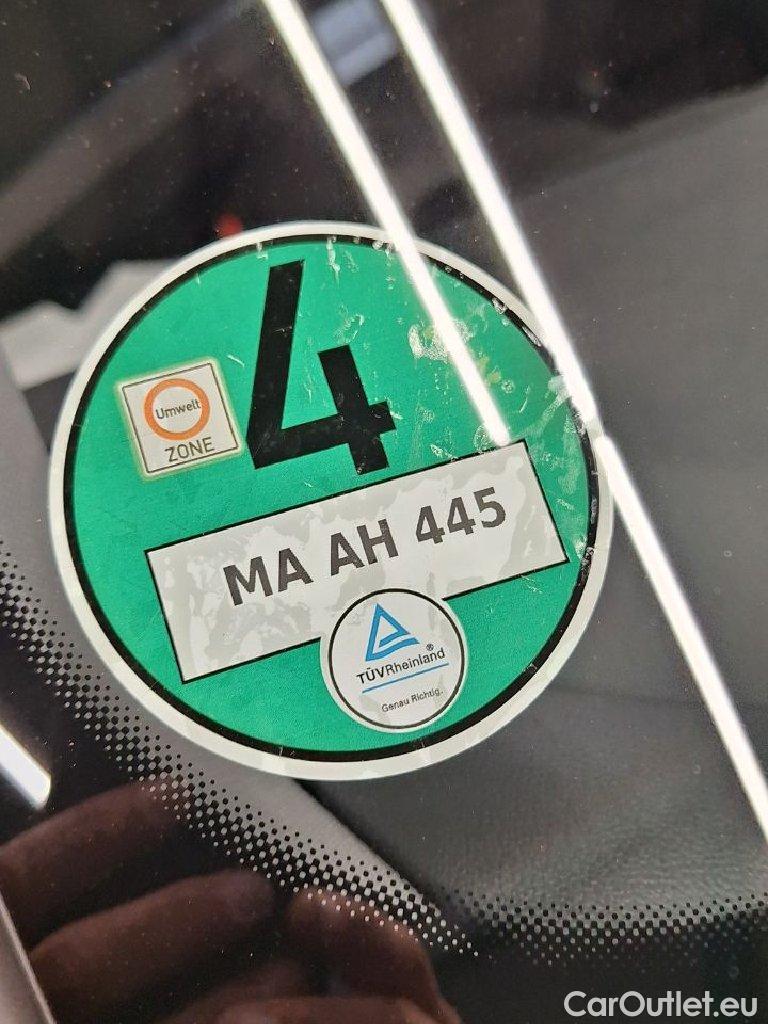 4
Umwelt
ZONE
MA AH 445
TÜVRheinland®
Genau Richtig.
CarOutlet.eu